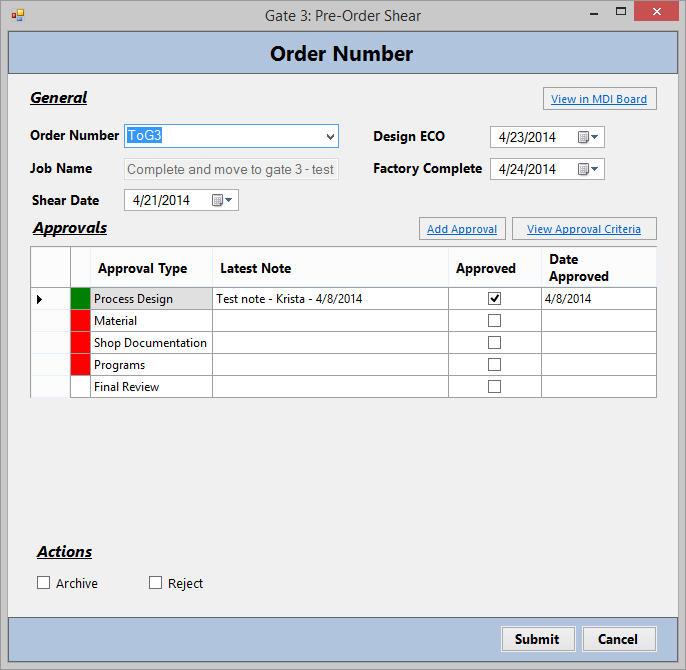 Gate 3: Pre-Order Shear
Order Number
General
View in MDI Board
Order Number ToG3
Design ECO 4/23/2014
Job Name Complete and move to gate 3 - test
Factory Complete 4/24/2014
Shear Date 4/21/2014
Approvals
Add Approval
View Approval Criteria
Approval Type Latest Note Approved Date Approved
Process Design Test note - Krista - 4/8/2014 4/8/2014
Material
Shop Documentation
Programs
Final Review
Actions
Archive Reject
Submit Cancel